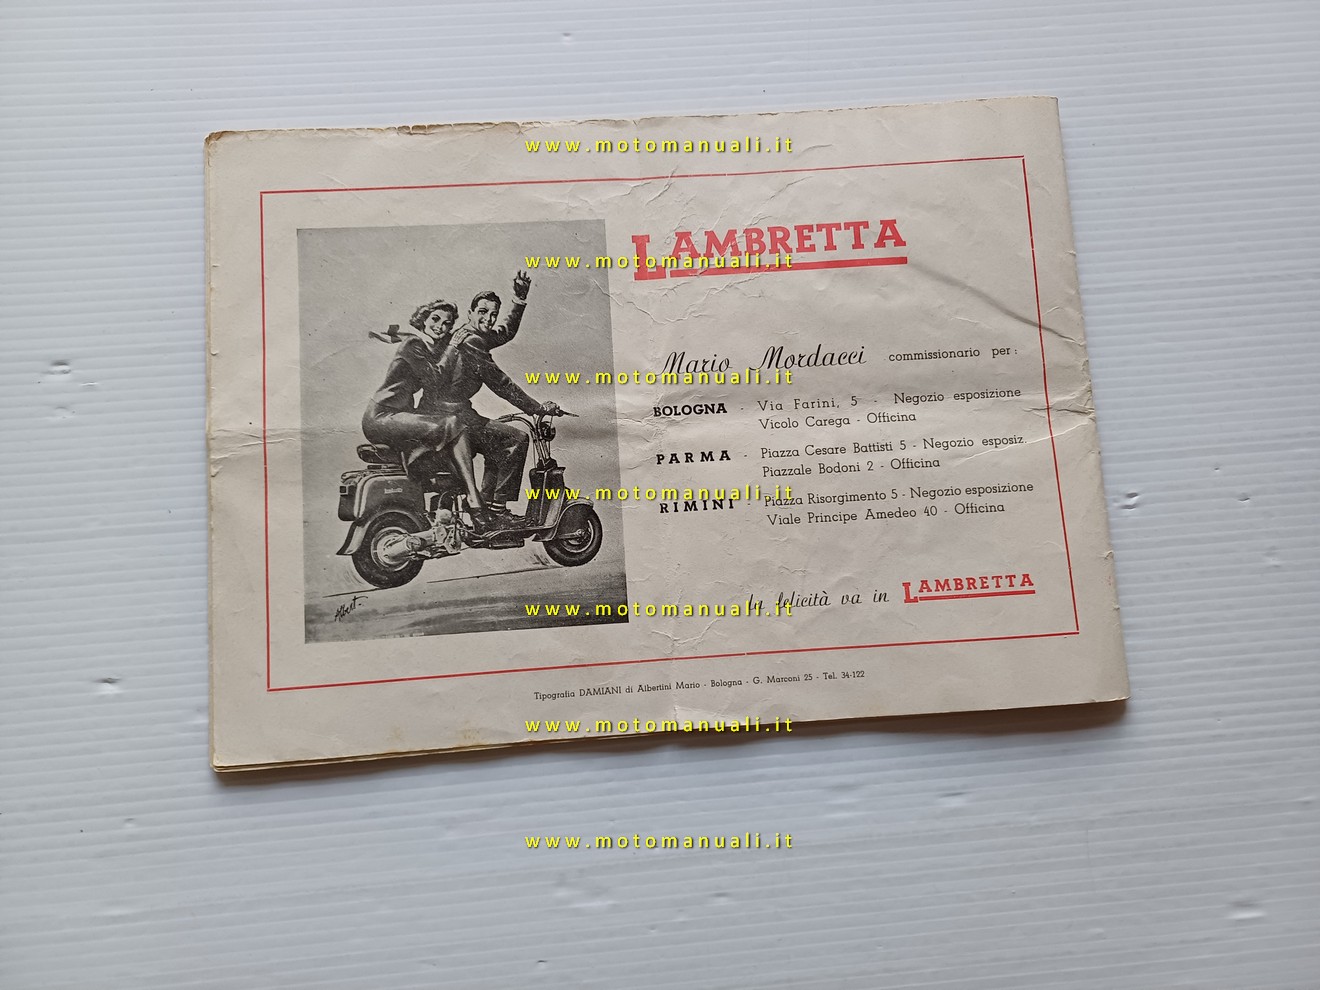 www.motomanuali.it
LAMBRETTA
www.motomanuali.it
Mario Mordacci commissionario per:
www.motomanuali.it
BOLOGNA - Via Farini, 5 - Negozio esposizione
Vicolo Carega - Officina
PARMA - Piazza Cesare Battisti 5 - Negozio esposiz.
Piazzale Bodoni 2 - Officina
www.motomanuali.it
RIMINI - Piazza Risorgimento 5 - Negozio esposizione
Viale Principe Amedeo 40 - Officina
la felicità va in LAMBRETTA
www.motomanuali.it
Albert
Tipografia DAMIANI di Albertini Mario - Bologna - G. Marconi 25 - Tel. 34-122
www.motomanuali.it
www.motomanuali.it